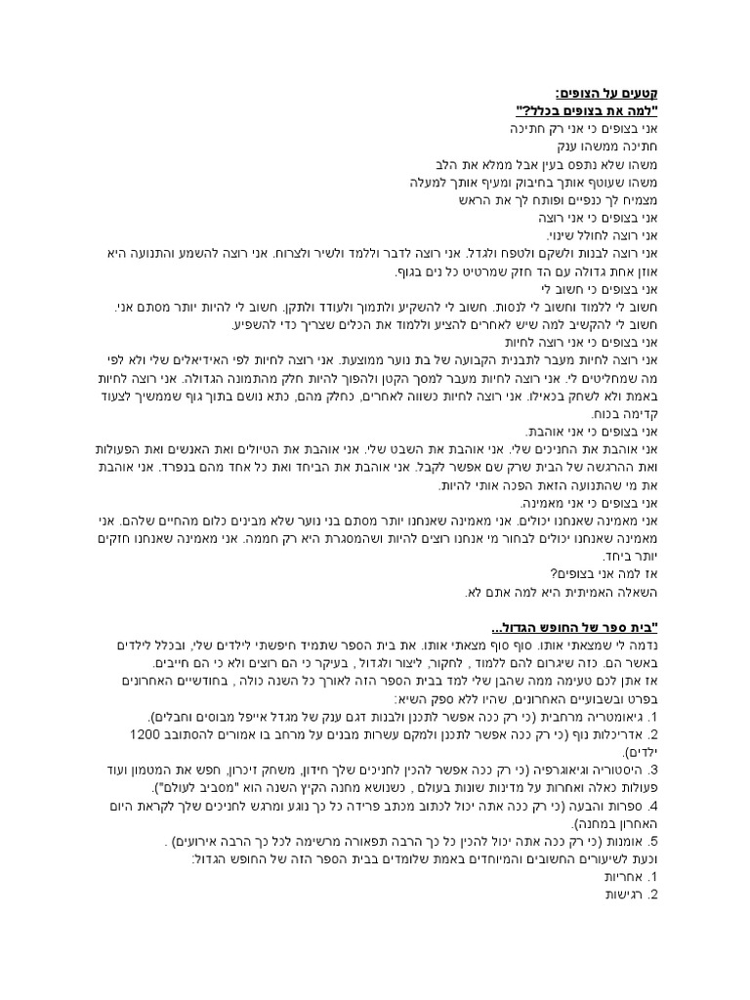 קטעים על הצופים:
"למה את בצופים בכלל?"
אני בצופים כי אני רק חתיכה
חתיכה ממשהו ענק
משהו שלא נתפס בעין אבל ממלא את הלב
משהו שעוטף אותך בחיבוק ומעיף אותך למעלה
מצמיח לך כנפיים ופותח לך את הראש
אני בצופים כי אני רוצה
אני רוצה לחולל שינוי.
אני רוצה לבנות ולשקם ולטפח ולגדל. אני רוצה לדבר וללמד ולשיר ולצרוח. אני רוצה להשמע והתנועה היא
אוזן אחת גדולה עם הד חזק שמרטיט כל נים בגוף.
אני בצופים כי חשוב לי
חשוב לי ללמוד וחשוב לי לנסות. חשוב לי להשקיע ולתמוך ולעודד ולתקן. חשוב לי להיות יותר מסתם אני.
חשוב לי להקשיב למה שיש לאחרים להציע וללמוד את הכלים שצריך כדי להשפיע.
אני בצופים כי אני רוצה לחיות
אני רוצה לחיות מעבר לתבנית הקבועה של בת נוער ממוצעת. אני רוצה לחיות לפי האידיאלים שלי ולא לפי
מה שמחליטים לי. אני רוצה לחיות מעבר למסך הקטן ולהפוך להיות חלק מהתמונה הגדולה. אני רוצה לחיות
באמת ולא לשחק בכאילו. אני רוצה לחיות כשווה לאחרים, כחלק מהם, כתא נושם בתוך גוף שממשיך לצעוד
קדימה בכוח.
אני בצופים כי אני אוהבת.
אני אוהבת את החניכים שלי. אני אוהבת את השבט שלי. אני אוהבת את הטיולים ואת האנשים ואת הפעולות
ואת ההרגשה של הבית שרק שם אפשר לקבל. אני אוהבת את הביחד ואת כל אחד מהם בנפרד. אני אוהבת
את מי שהתנועה הזאת הפכה אותי להיות.
אני בצופים כי אני מאמינה.
אני מאמינה שאנחנו יכולים. אני מאמינה שאנחנו יותר מסתם בני נוער שלא מבינים כלום מהחיים שלהם. אני
מאמינה שאנחנו יכולים לבחור מי אנחנו רוצים להיות ושהמסגרת היא רק חממה. אני מאמינה שאנחנו חזקים
יותר ביחד.
אז למה אני בצופים?
השאלה האמיתית היא למה אתם לא.
"בית ספר של החופש הגדול...
נדמה לי שמצאתי אותו. סוף סוף מצאתי אותו. את בית הספר שתמיד חיפשתי לילדים שלי, ובכלל לילדים
באשר הם. כזה שיגרום להם ללמוד , לחקור, ליצור ולגדול , בעיקר כי הם רוצים ולא כי הם חייבים.
אז אתן לכם טעימה ממה שהבן שלי למד בבית הספר הזה לאורך כל השנה כולה , בחודשיים האחרונים
בפרט ובשבועיים האחרונים, שהיו ללא ספק השיא:
1. גיאומטריה מרחבית (כי רק ככה אפשר לתכנן ולבנות דגם ענק של מגדל אייפל מבוסים וחבלים).
2. אדריכלות נוף (כי רק ככה אפשר לתכנן ולמקם עשרות מבנים על מרחב בו אמורים להסתובב 1200
ילדים).
3. היסטוריה וגיאוגרפיה (כי רק ככה אפשר להכין לחניכים שלך חידון, משחק זיכרון, חפש את המטמון ועוד
פעולות כאלה ואחרות על מדינות שונות בעולם , כשנושא מחנה הקיץ השנה הוא "מסביב לעולם").
4. ספרות והבעה (כי רק ככה אתה יכול לכתוב מכתב פרידה כל כך נוגע ומרגש לחניכים שלך לקראת היום
האחרון במחנה).
5. אומנות (כי רק ככה אתה יכול להכין כל כך הרבה תפאורה מרשימה לכל כך הרבה אירועים) .
וכעת לשיעורים החשובים והמיוחדים באמת שלומדים בבית הספר הזה של החופש הגדול:
1. אחריות
2. רגישות